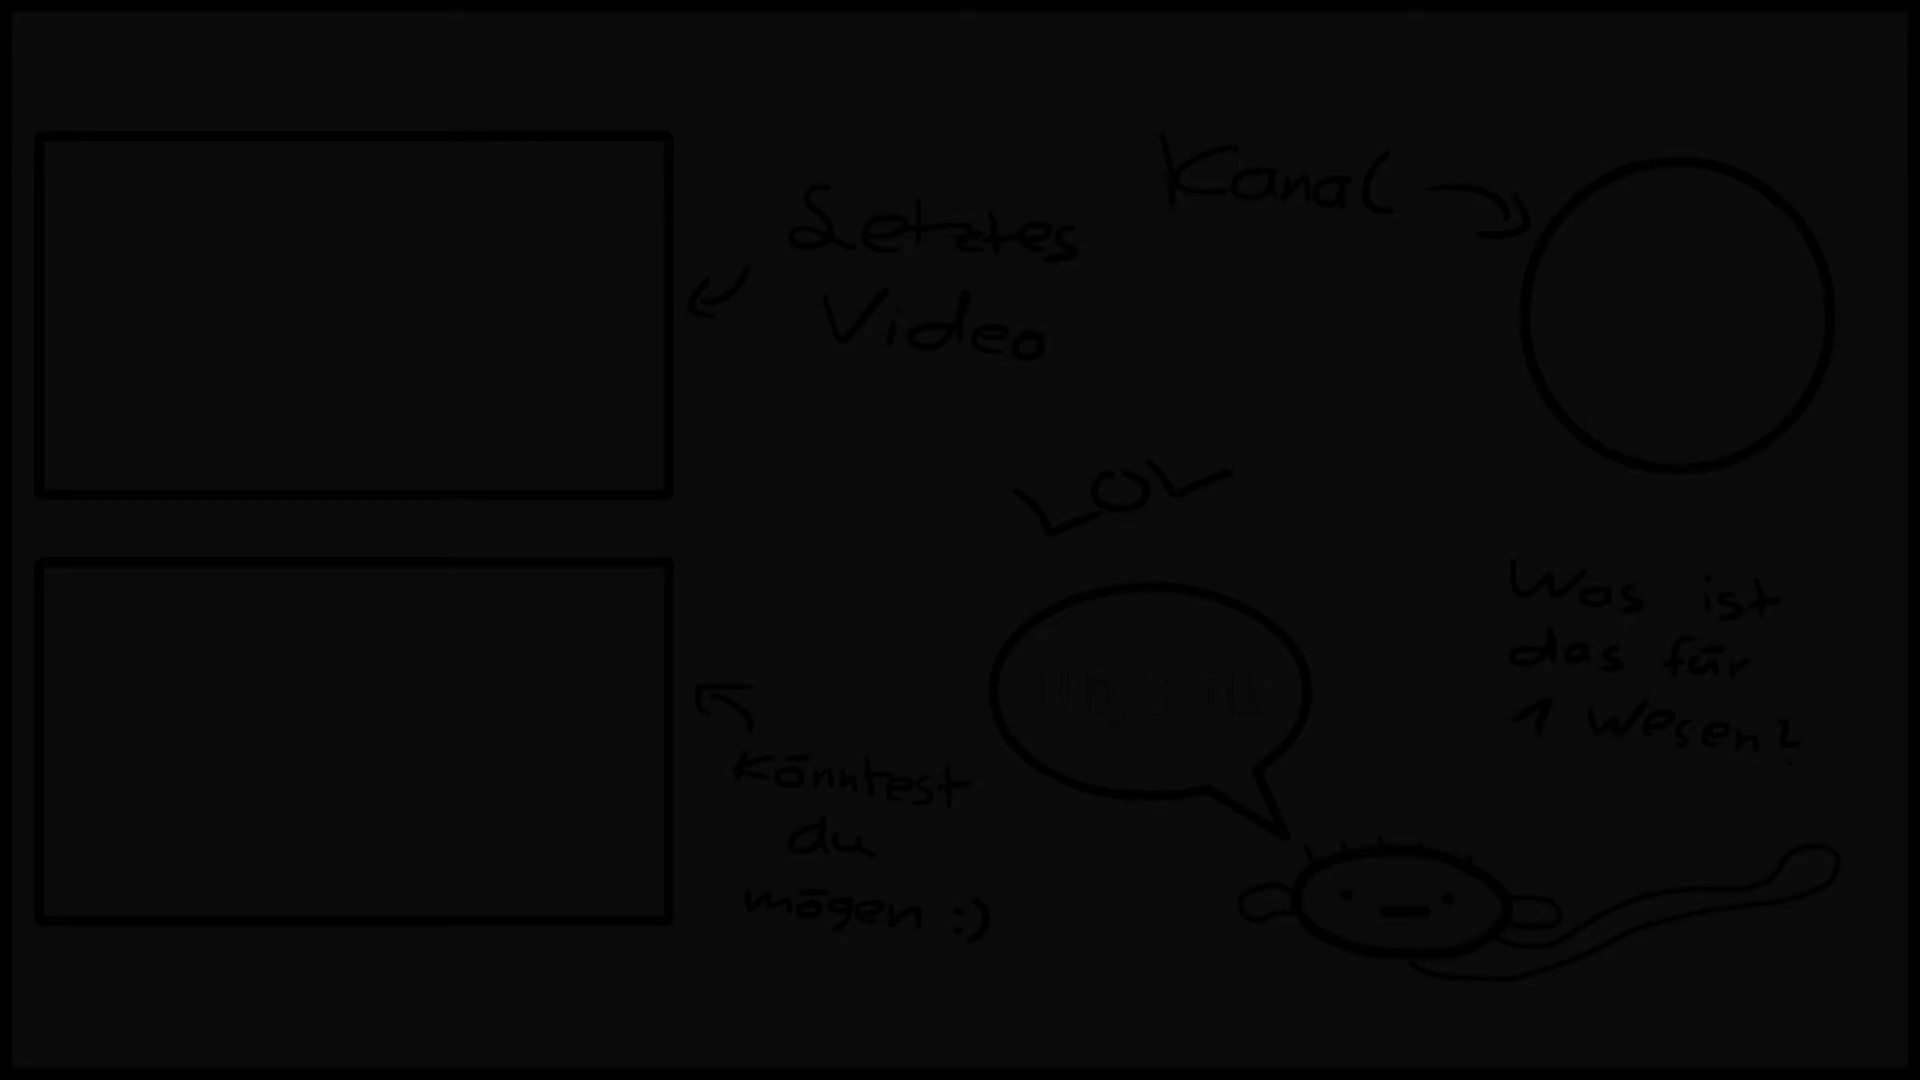 Letztes
Video
Kanal
LOL
Was ist
das für
1 Wesen?
Könntest
du
mögen :)